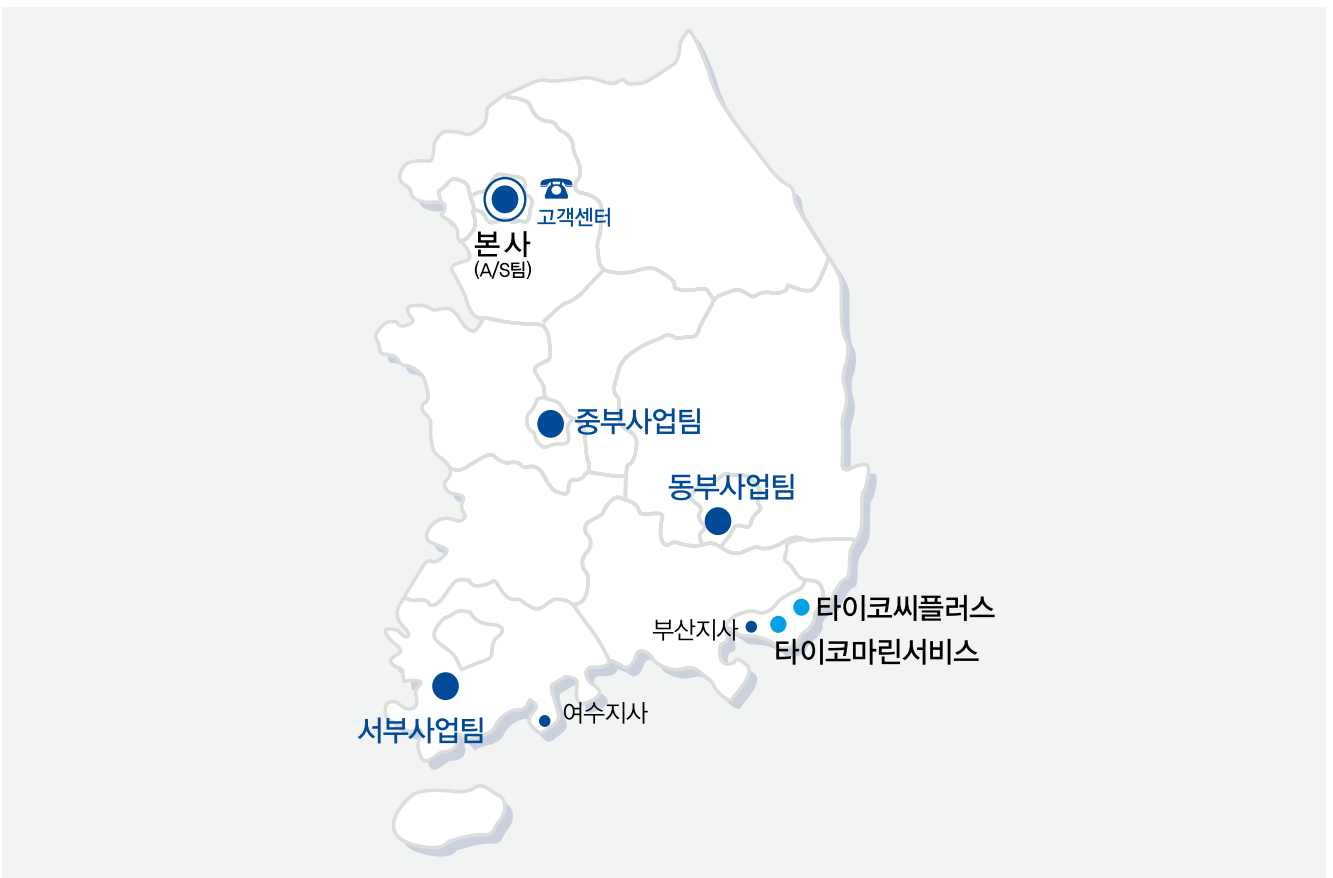 고객센터
본사
(A/S팀)
중부사업팀
동부사업팀
타이코씨플러스
부산지사
타이코마린서비스
여수지사
서부사업팀